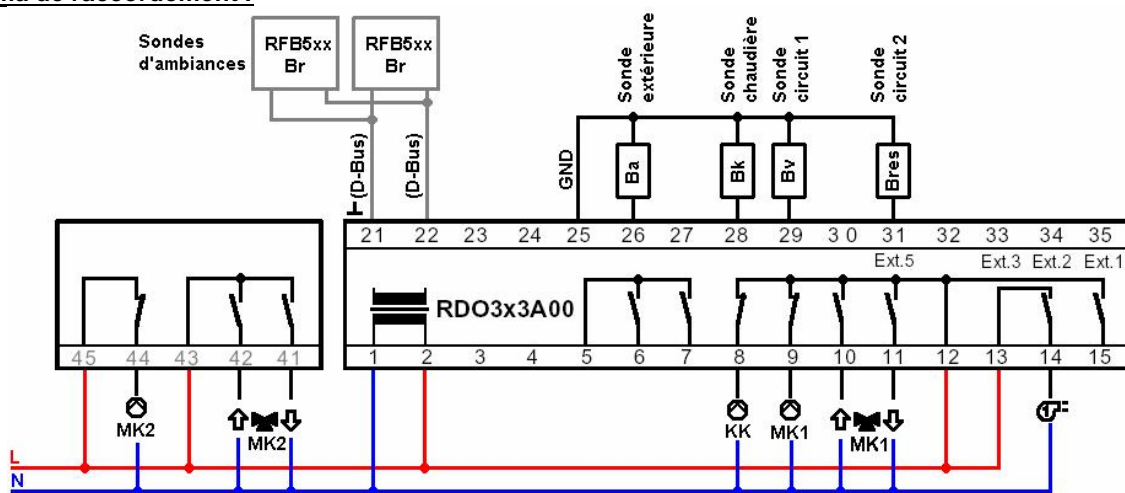 Sondes
d'ambiances
RFB5xx
Br
RFB5xx
Br
Sonde
extérieure
Sonde
chaudière
Sonde
circuit 1
Sonde
circuit 2
(D-Bus)
(D-Bus)
GND
Ba
Bk
Bv
Bres
21 22 23 24 25 26 27 28 29 30 31 32 33 34 35
Ext.5 Ext.3 Ext.2 Ext.1
RDO3x3A00
45 44 43 42 41
1 2 3 4 5 6 7 8 9 10 11 12 13 14 15
MK2
MK2
KK
MK1
MK1
1
L
N